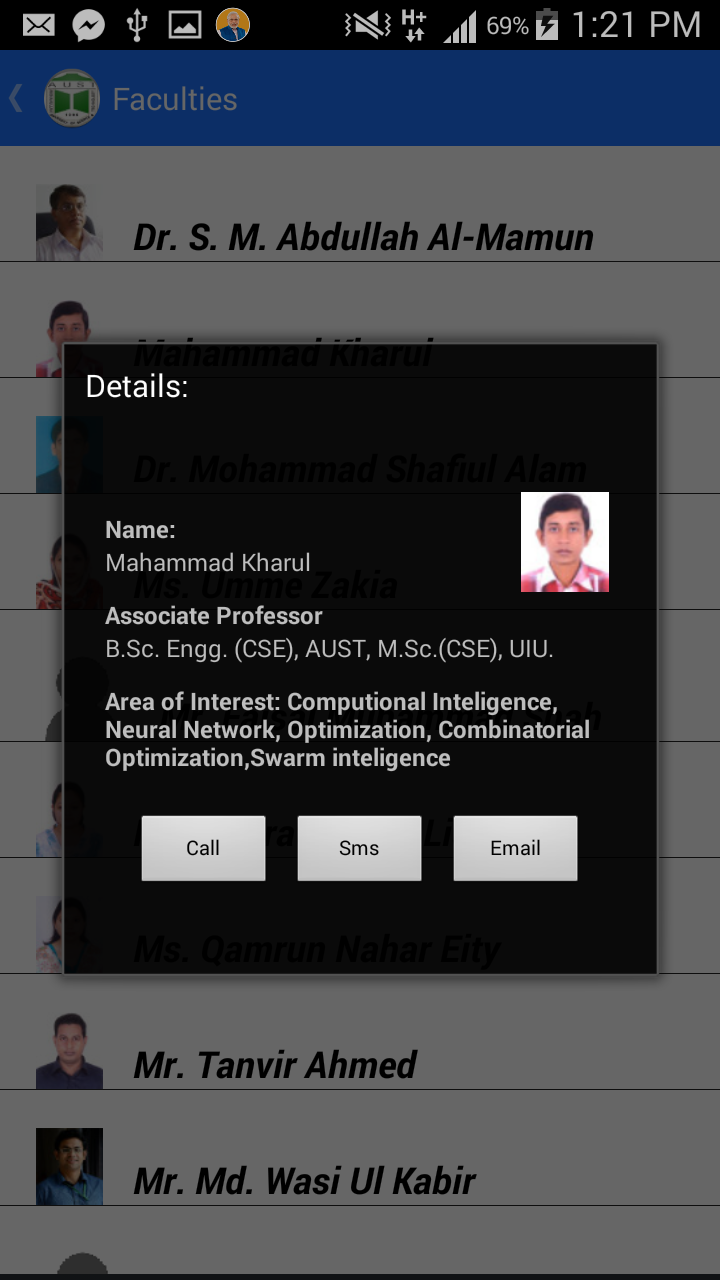 H+
69%
1:21 PM
AUST
Faculties
Dr. S. M. Abdullah Al-Mamun
Mahammad Kharul
Details:
Dr. Mohammad Shafiul Alam
Name:
Mahammad Kharul
Ms. Umme Zakia
Associate Professor
B.Sc. Engg. (CSE), AUST, M.Sc.(CSE), UIU.
Area of Interest: Computional Inteligence,
Neural Network, Optimization, Combinatorial
Optimization,Swarm inteligence
Call
Sms
Email
Ms. Qamrun Nahar Eity
Mr. Tanvir Ahmed
Mr. Md. Wasi Ul Kabir